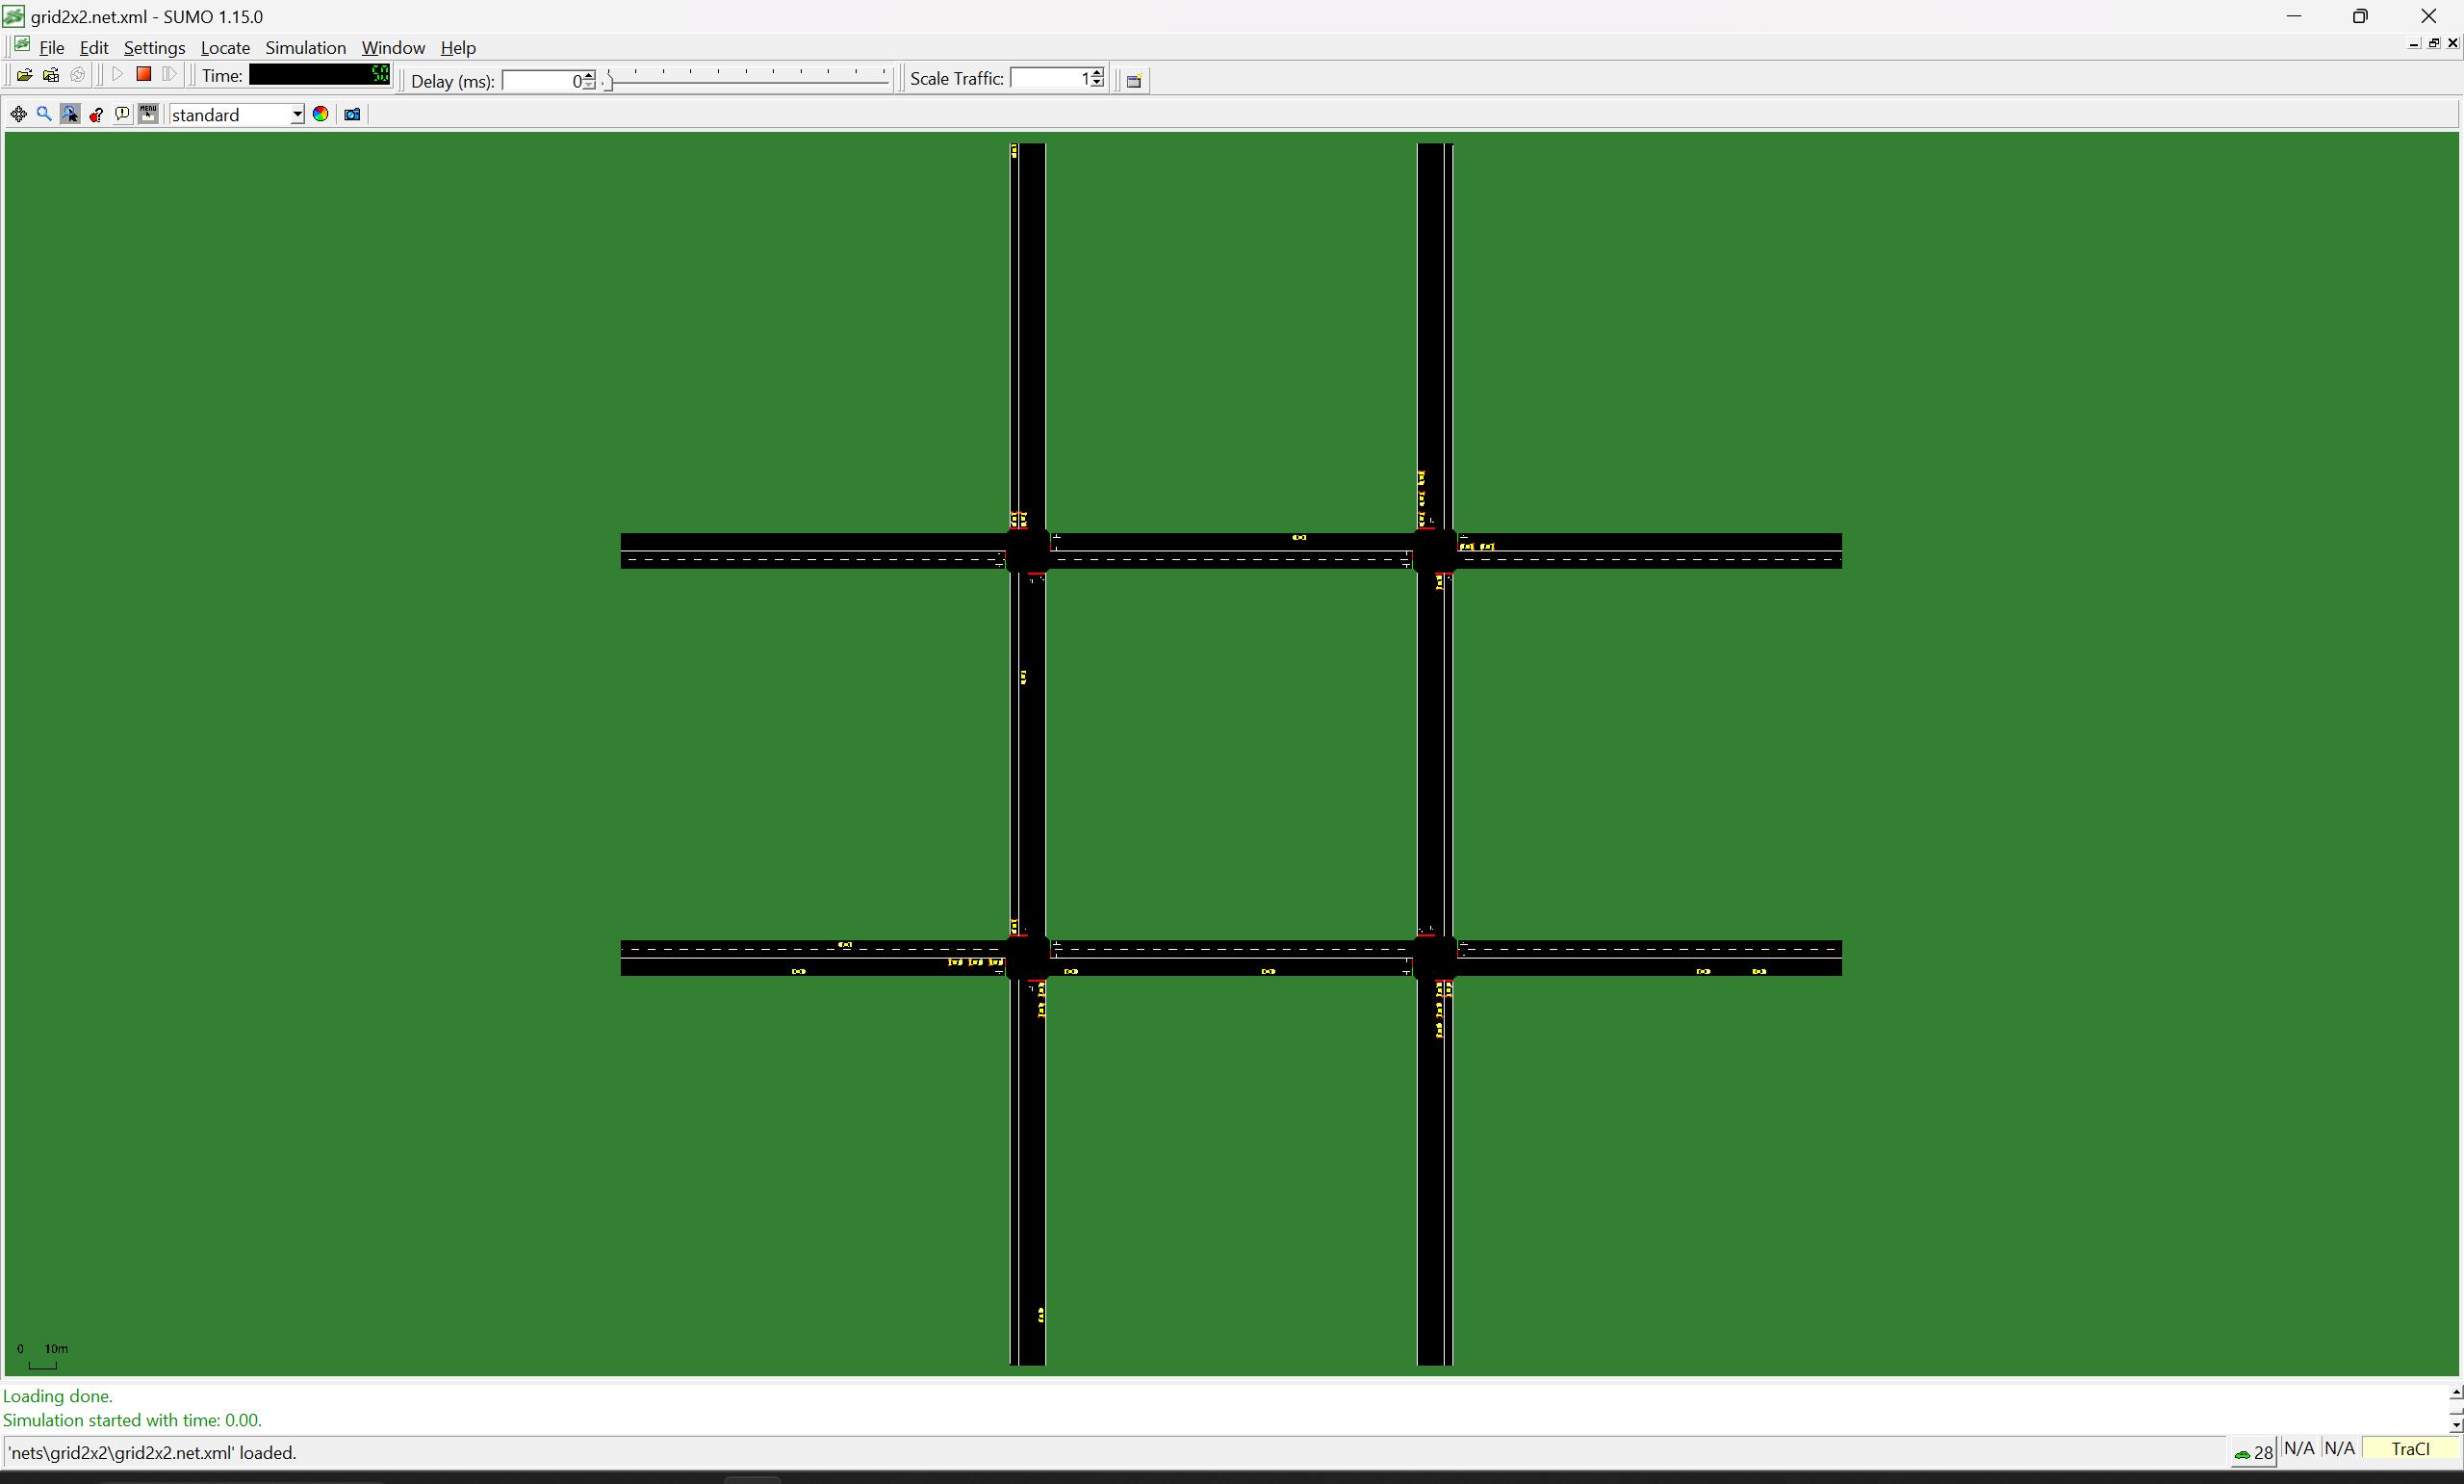 grid2x2.net.xml - SUMO 1.15.0
File Edit Settings Locate Simulation Window Help
Time: 50 Delay (ms): 0 Scale Traffic: 1
MENU standard
0 10m
Loading done.
Simulation started with time: 0.00.
'nets\grid2x2\grid2x2.net.xml' loaded. 28 N/A N/A TraCI